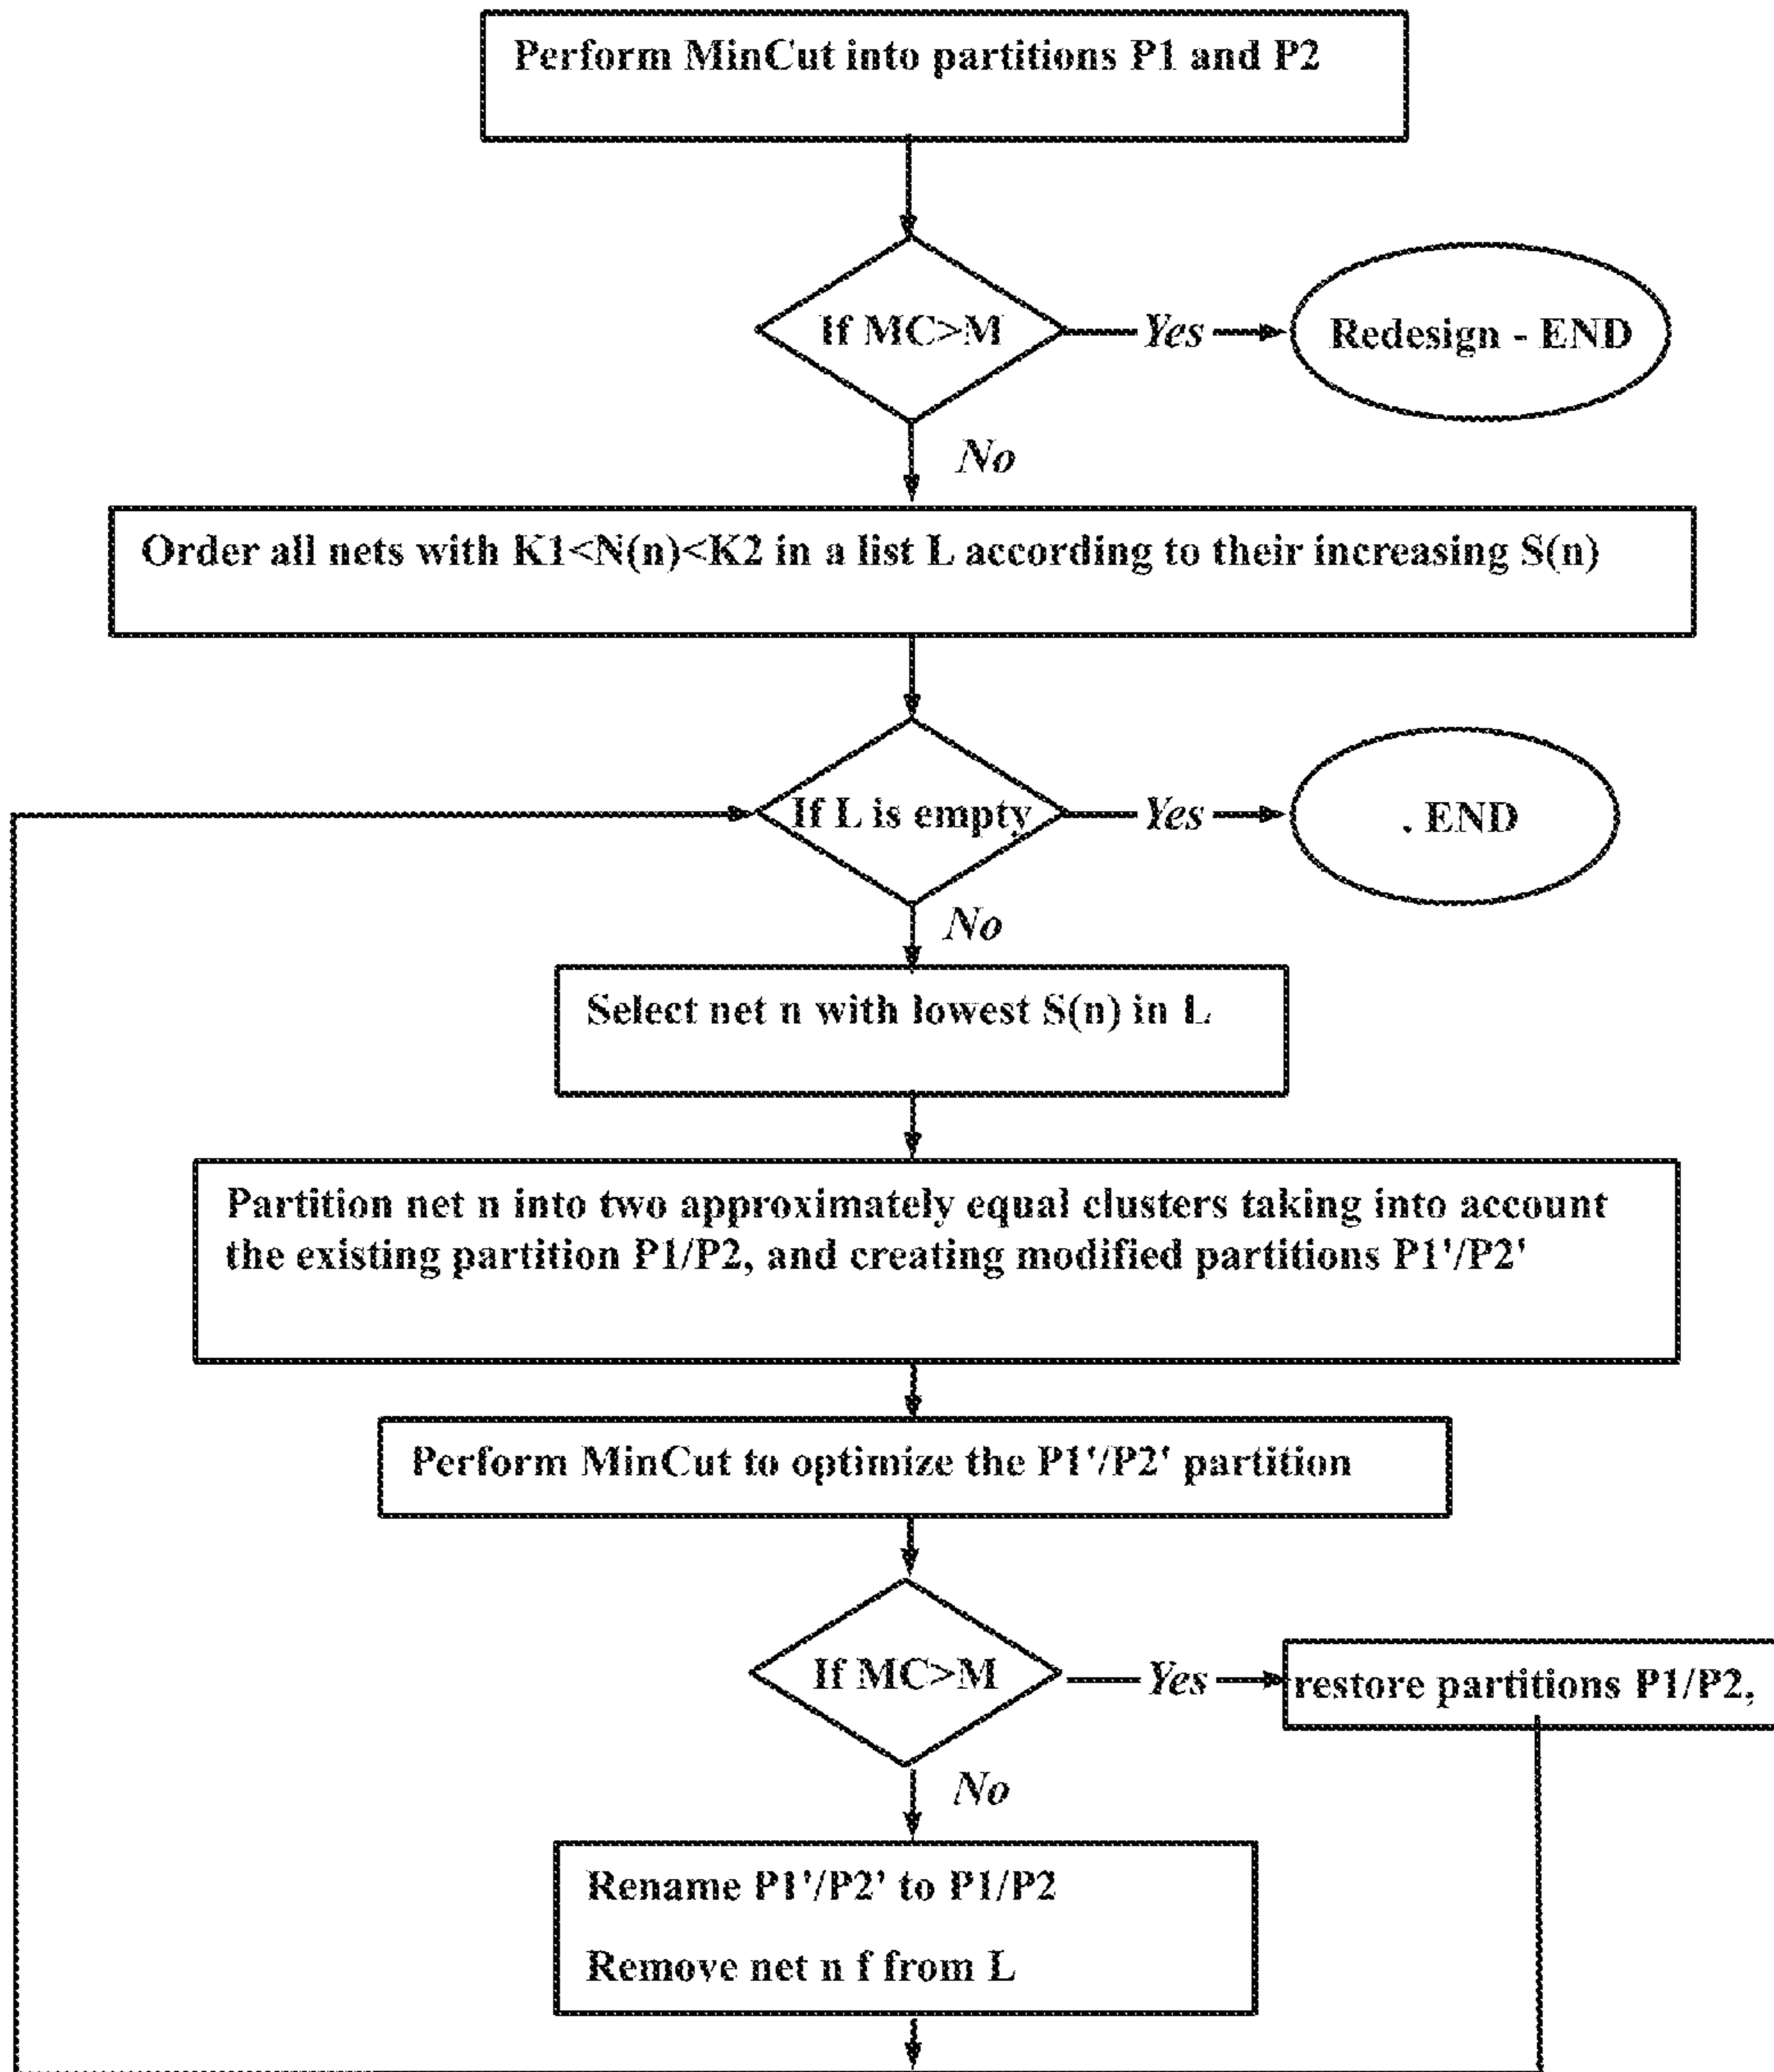 Perform MinCut into partitions P1 and P2
If MC>M
Yes
Redesign - END
No
Order all nets with K1<N(n)<K2 in a list L according to their increasing S(n)
If L is empty
Yes
. END
No
Select net n with lowest S(n) in L
Partition net n into two approximately equal clusters taking into account
the existing partition P1/P2, and creating modified partitions P1'/P2'
Perform MinCut to optimize the P1'/P2' partition
If MC>M
Yes
restore partitions P1/P2,
No
Rename P1'/P2' to P1/P2
Remove net n f from L